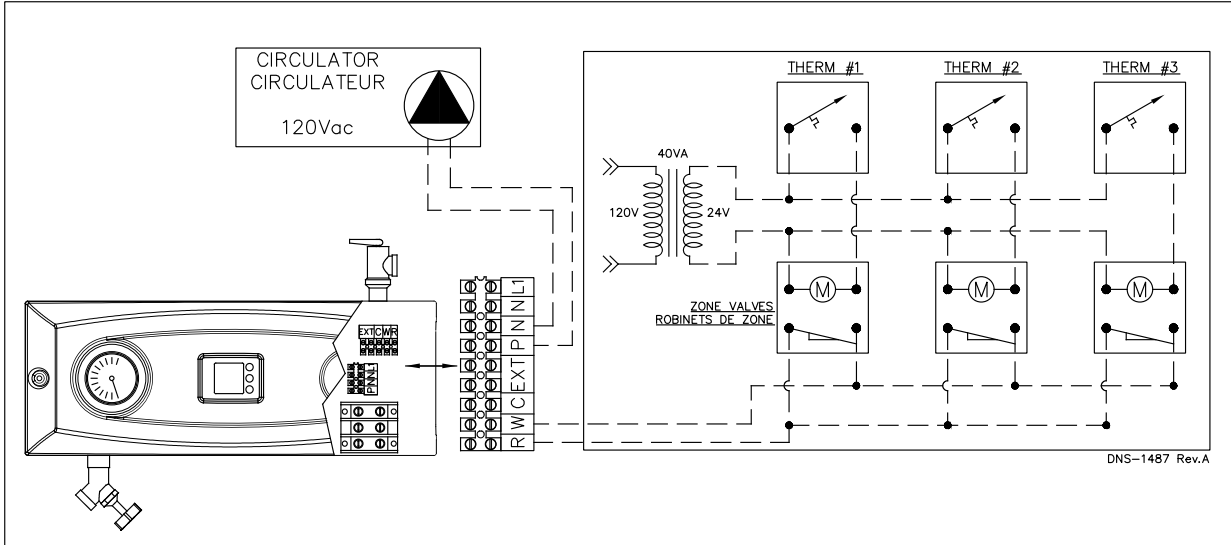 CIRCULATOR
CIRCULATEUR
120Vac
THERM #1
THERM #2
THERM #3
40VA
120V
24V
M
M
M
ZONE VALVES
ROBINETS DE ZONE
L1
N
N
P
EXT
C
W
R
EXT C W R
P N N L1
DNS-1487 Rev.A